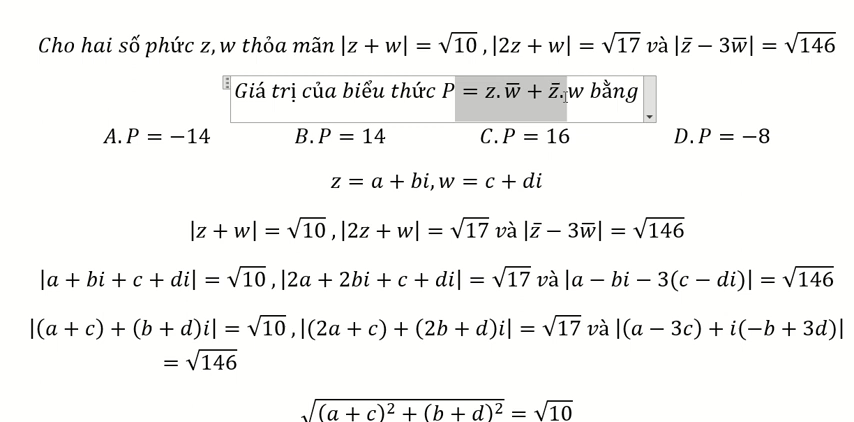 Cho hai số phức z, w thỏa mãn |z + w| = √10 , |2z + w| = √17 và |z̄ − 3w̄| = √146
Giá trị của biểu thức P = z. w̄ + z̄. w bằng
A. P = −14 B. P = 14 C. P = 16 D. P = −8
z = a + bi, w = c + di
|z + w| = √10 , |2z + w| = √17 và |z̄ − 3w̄| = √146
|a + bi + c + di| = √10 , |2a + 2bi + c + di| = √17 và |a − bi − 3(c − di)| = √146
|(a + c) + (b + d)i| = √10 , |(2a + c) + (2b + d)i| = √17 và |(a − 3c) + i(−b + 3d)|
= √146
√((a + c)² + (b + d)²) = √10